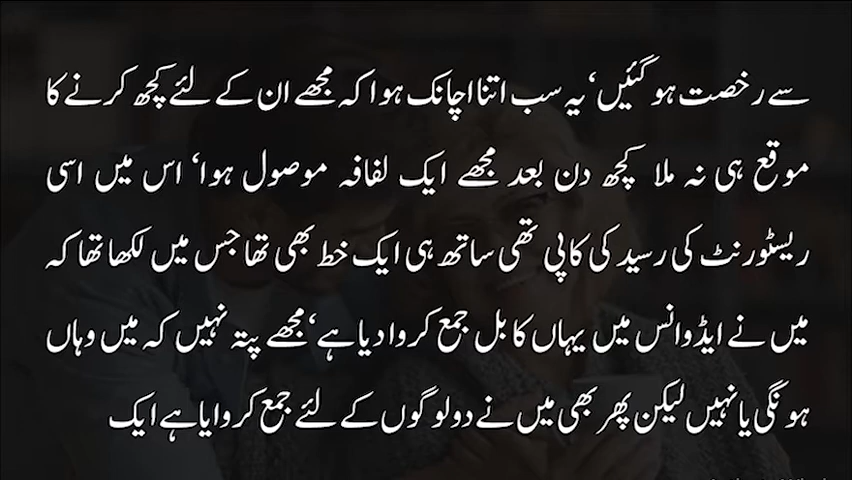 سے رخصت ہو گئیں‘ یہ سب اتنا اچانک ہوا کہ مجھے ان کے لئے کچھ کرنے کا
موقع ہی نہ ملا کچھ دن بعد مجھے ایک لفافہ موصول ہوا‘ اس میں اسی
ریسٹورنٹ کی رسید کی کاپی تھی ساتھ ہی ایک خط بھی تھا جس میں لکھا تھا کہ
میں نے ایڈوانس میں یہاں کا بل جمع کروا دیا ہے‘ مجھے پتہ نہیں کہ میں وہاں
ہونگی یا نہیں لیکن پھر بھی میں نے دو لوگوں کے لئے جمع کروایا ہے ایک